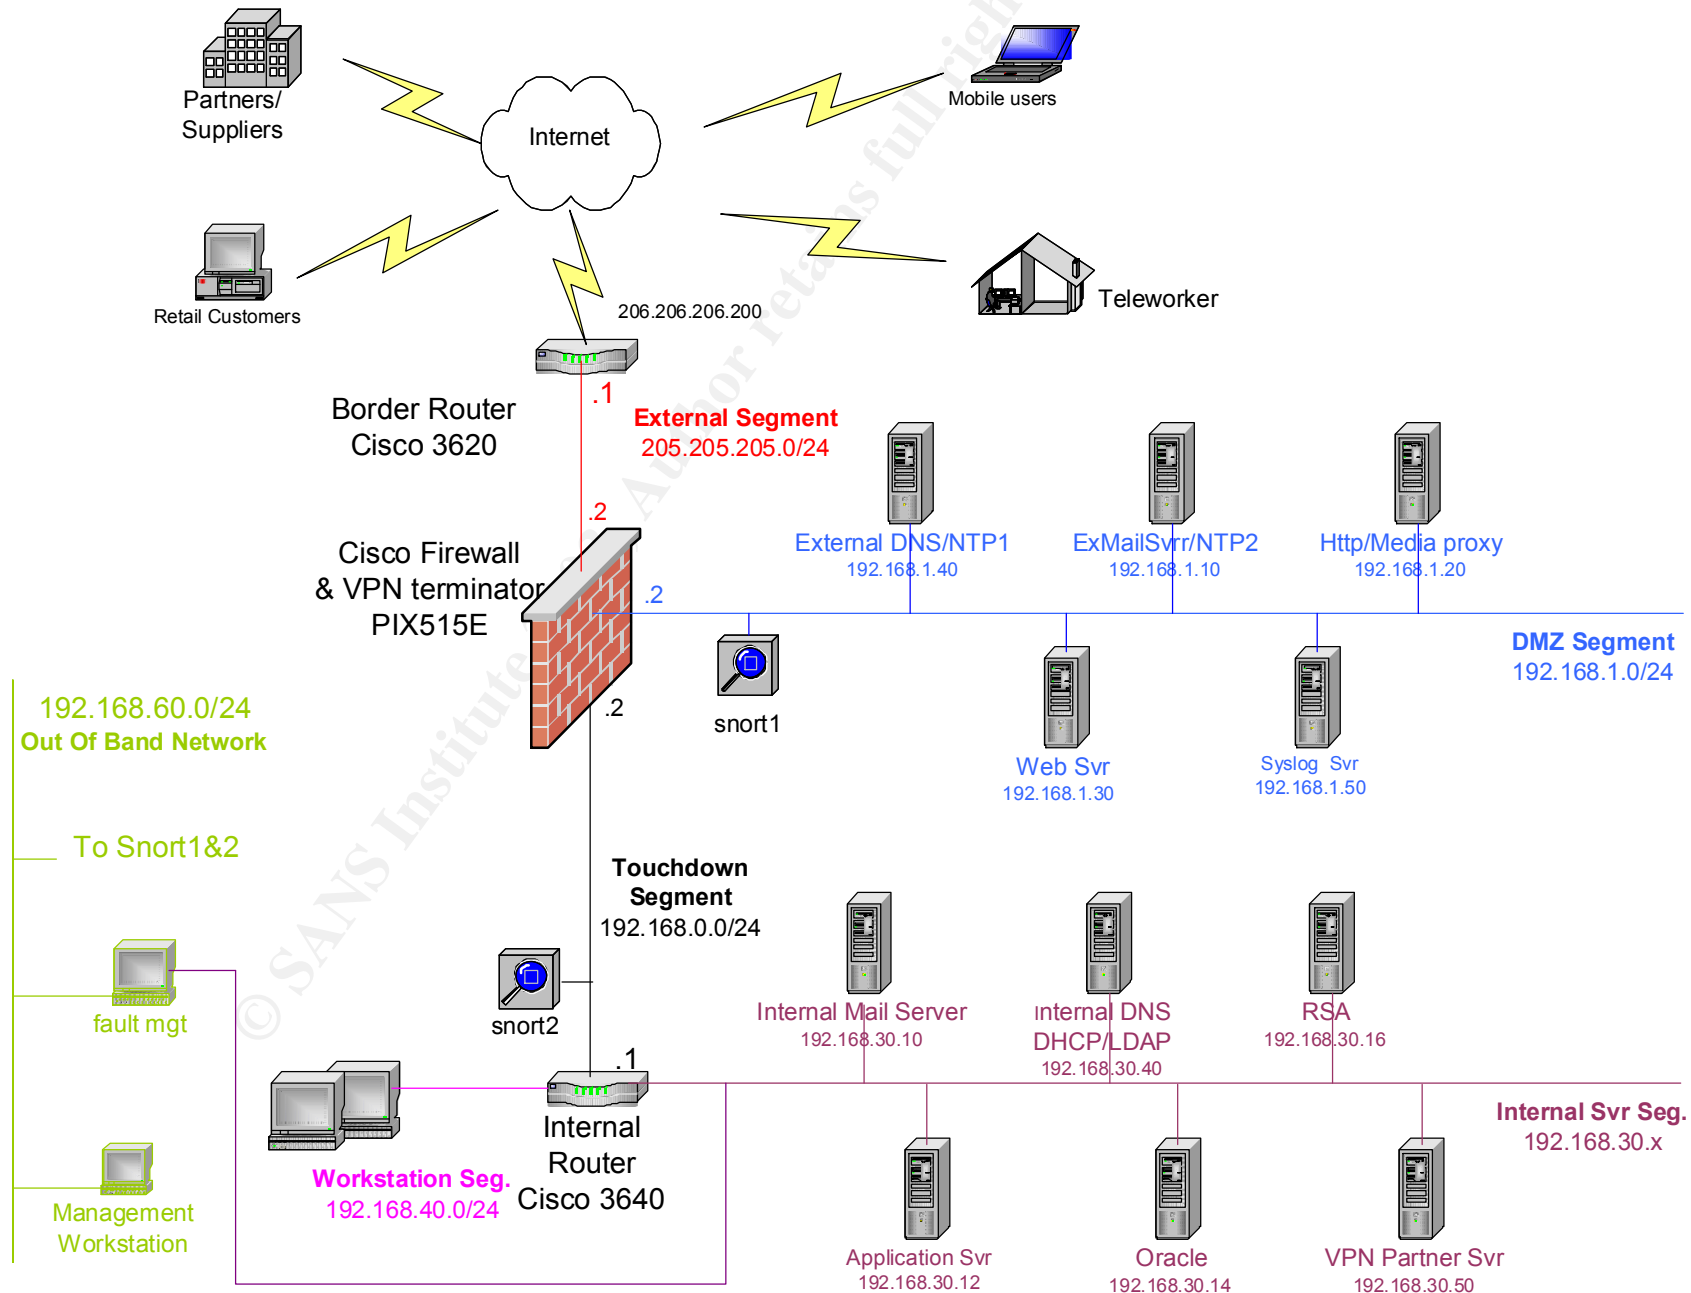 Partners/
Suppliers
Internet
Mobile users
Retail Customers
206.206.206.200
Teleworker
.1
Border Router
Cisco 3620
External Segment
205.205.205.0/24
.2
Cisco Firewall
& VPN terminator
PIX515E
External DNS/NTP1
192.168.1.40
ExMailSvrr/NTP2
192.168.1.10
Http/Media proxy
192.168.1.20
.2
DMZ Segment
192.168.1.0/24
snort1
.2
Web Svr
192.168.1.30
Syslog Svr
192.168.1.50
192.168.60.0/24
Out Of Band Network
To Snort1&2
Touchdown
Segment
192.168.0.0/24
fault mgt
snort2
Internal Mail Server
192.168.30.10
Internal DNS
DHCP/LDAP
192.168.30.40
RSA
192.168.30.16
.1
Internal
Router
Cisco 3640
Internal Svr Seg.
192.168.30.x
Workstation Seg.
192.168.40.0/24
Management
Workstation
Application Svr
192.168.30.12
Oracle
192.168.30.14
VPN Partner Svr
192.168.30.50